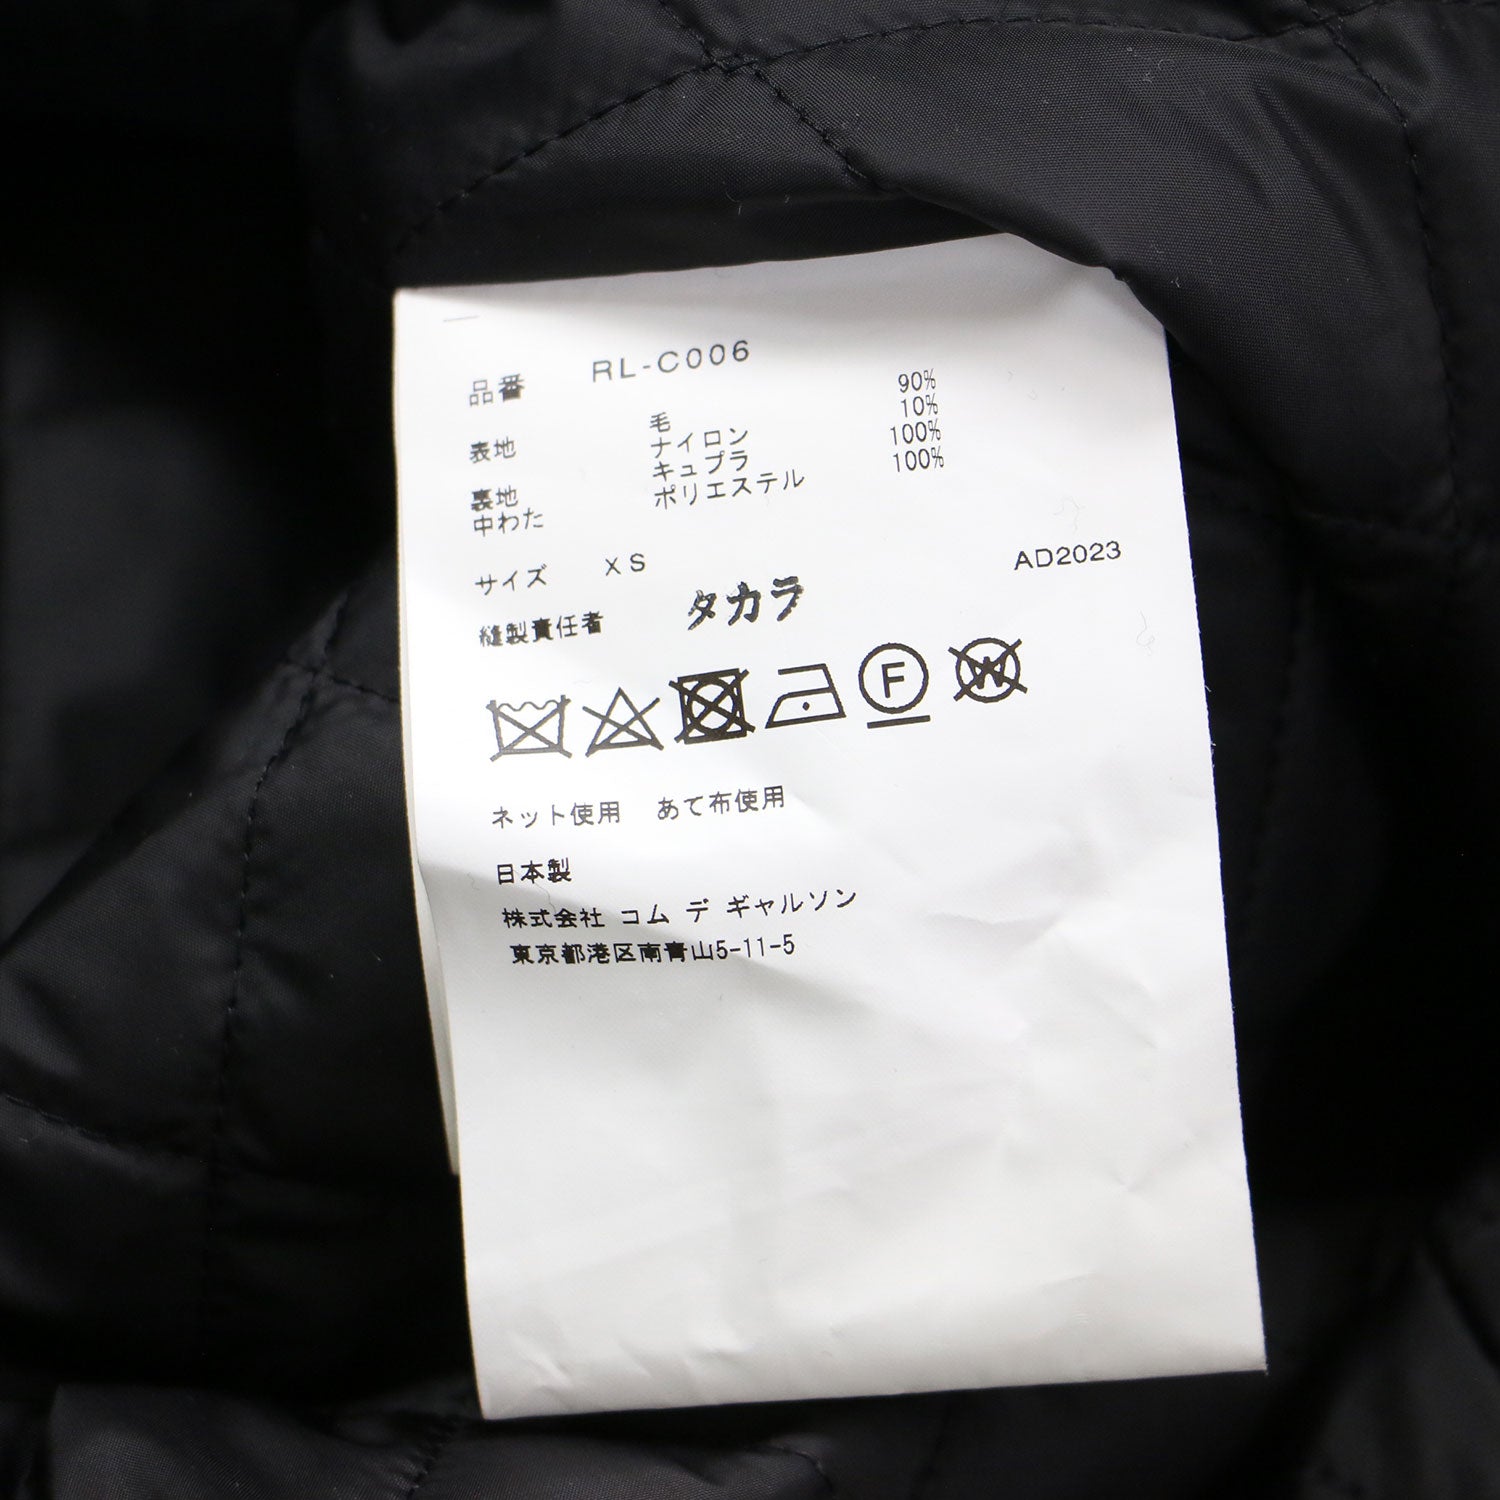 品番 RL-C006
表地 毛 90%
ナイロン 10%
裏地 キュプラ 100%
中わた ポリエステル 100%
サイズ XS AD2023
縫製責任者 タカラ
F W
ネット使用 あて布使用
日本製
株式会社 コム デ ギャルソン
東京都港区南青山5-11-5